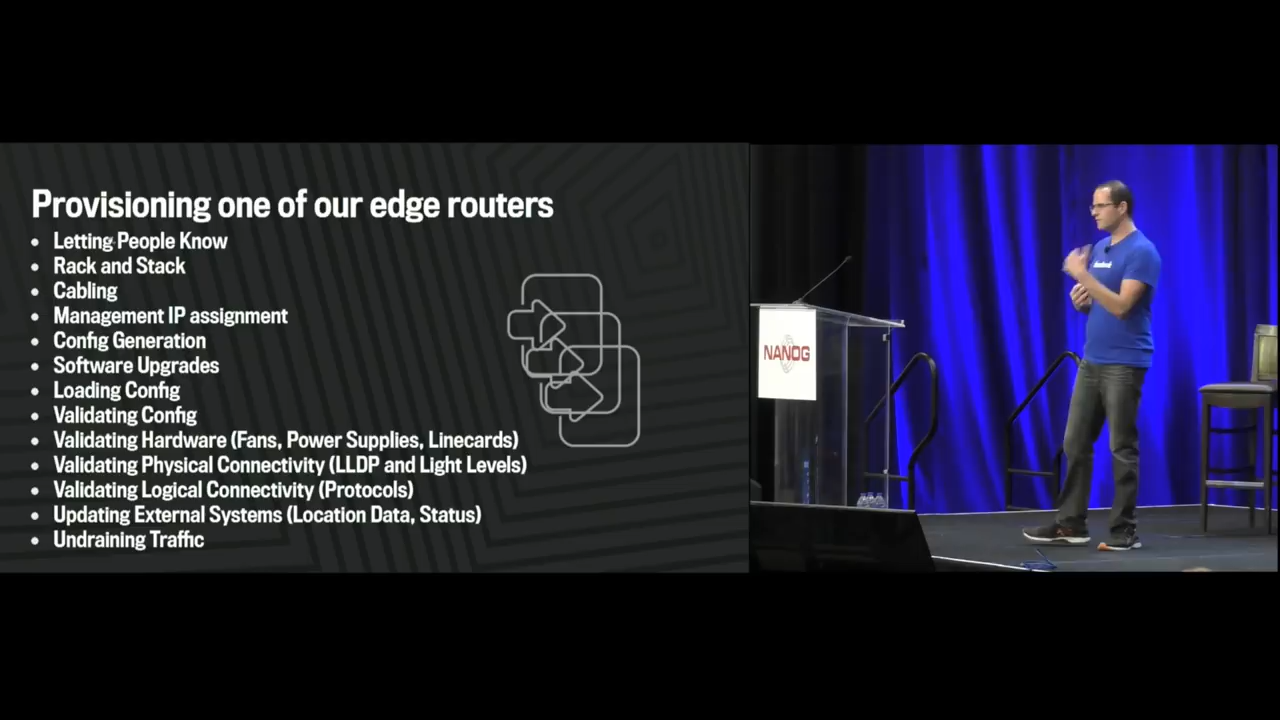 Provisioning one of our edge routers
• Letting People Know
• Rack and Stack
• Cabling
• Management IP assignment
• Config Generation
• Software Upgrades
• Loading Config
• Validating Config
• Validating Hardware (Fans, Power Supplies, Linecards)
• Validating Physical Connectivity (LLDP and Light Levels)
• Validating Logical Connectivity (Protocols)
• Updating External Systems (Location Data, Status)
• Undraining Traffic
NANOG